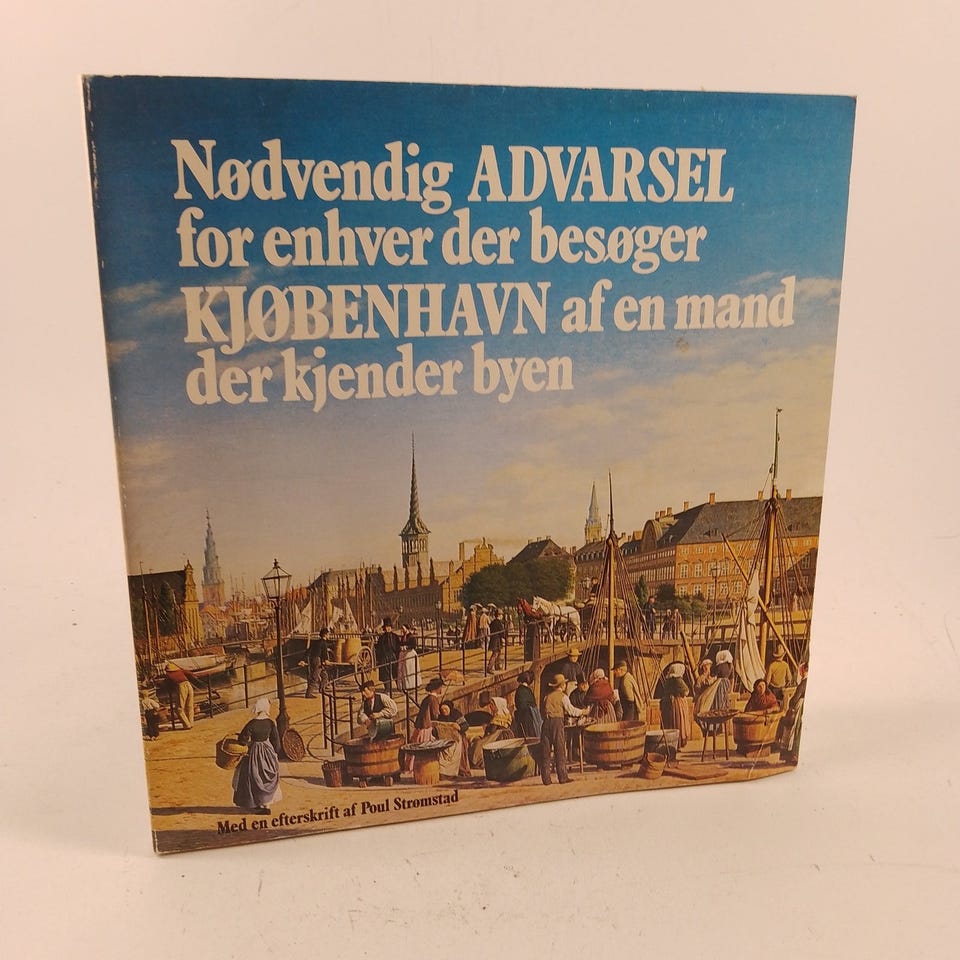 Nødvendig ADVARSEL
for enhver der besøger
KJØBENHAVN af en mand
der kjender byen
Med en efterskrift af Poul Strømstad